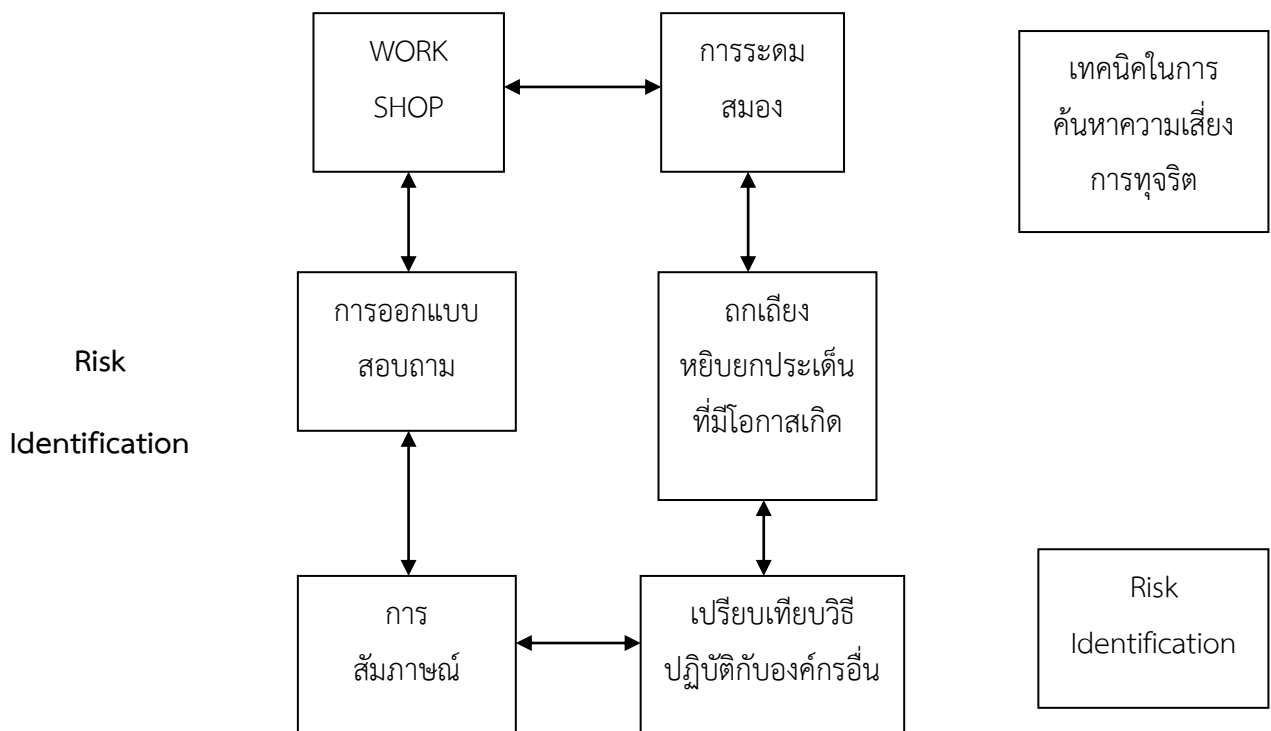 WORK
SHOP
การระดม
สมอง
เทคนิคในการ
ค้นหาความเสี่ยง
การทุจริต
Risk
Identification
การออกแบบ
สอบถาม
ถกเถียง
หยิบยกประเด็น
ที่มีโอกาสเกิด
การ
สัมภาษณ์
เปรียบเทียบวิธี
ปฏิบัติกับองค์กรอื่น
Risk
Identification